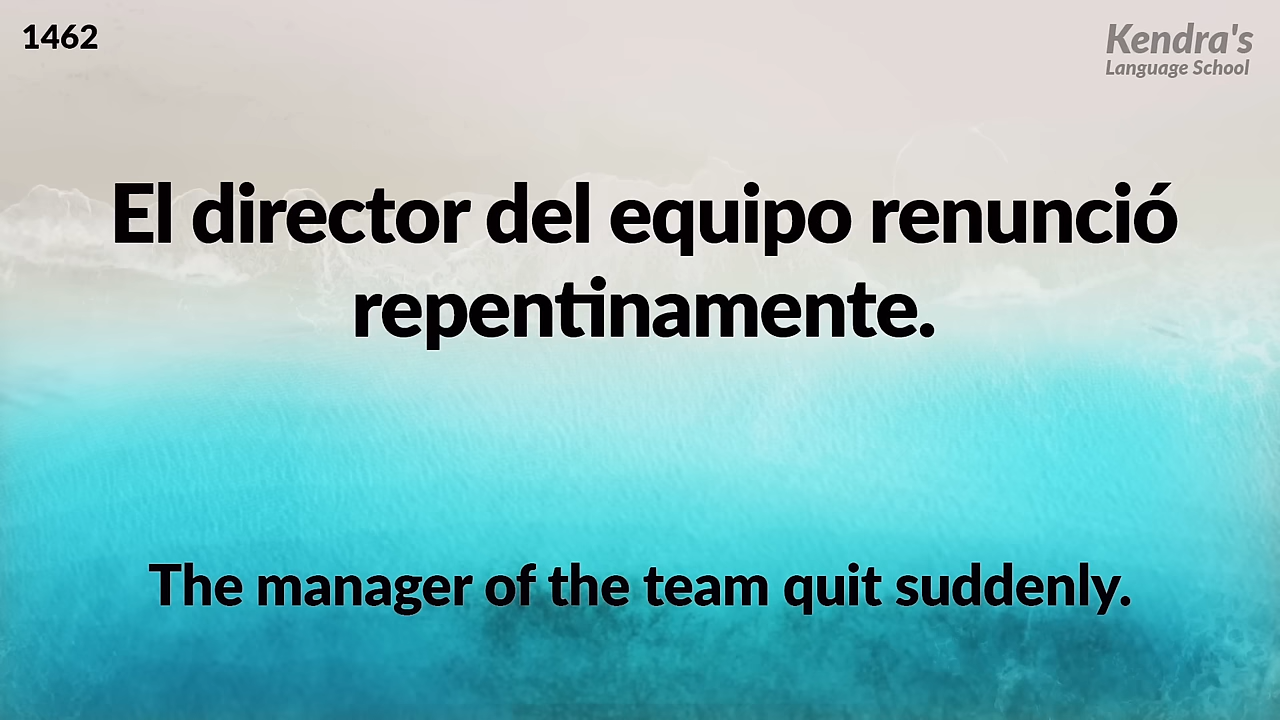 1462
Kendra's
Language School
El director del equipo renunció
repentinamente.
The manager of the team quit suddenly.